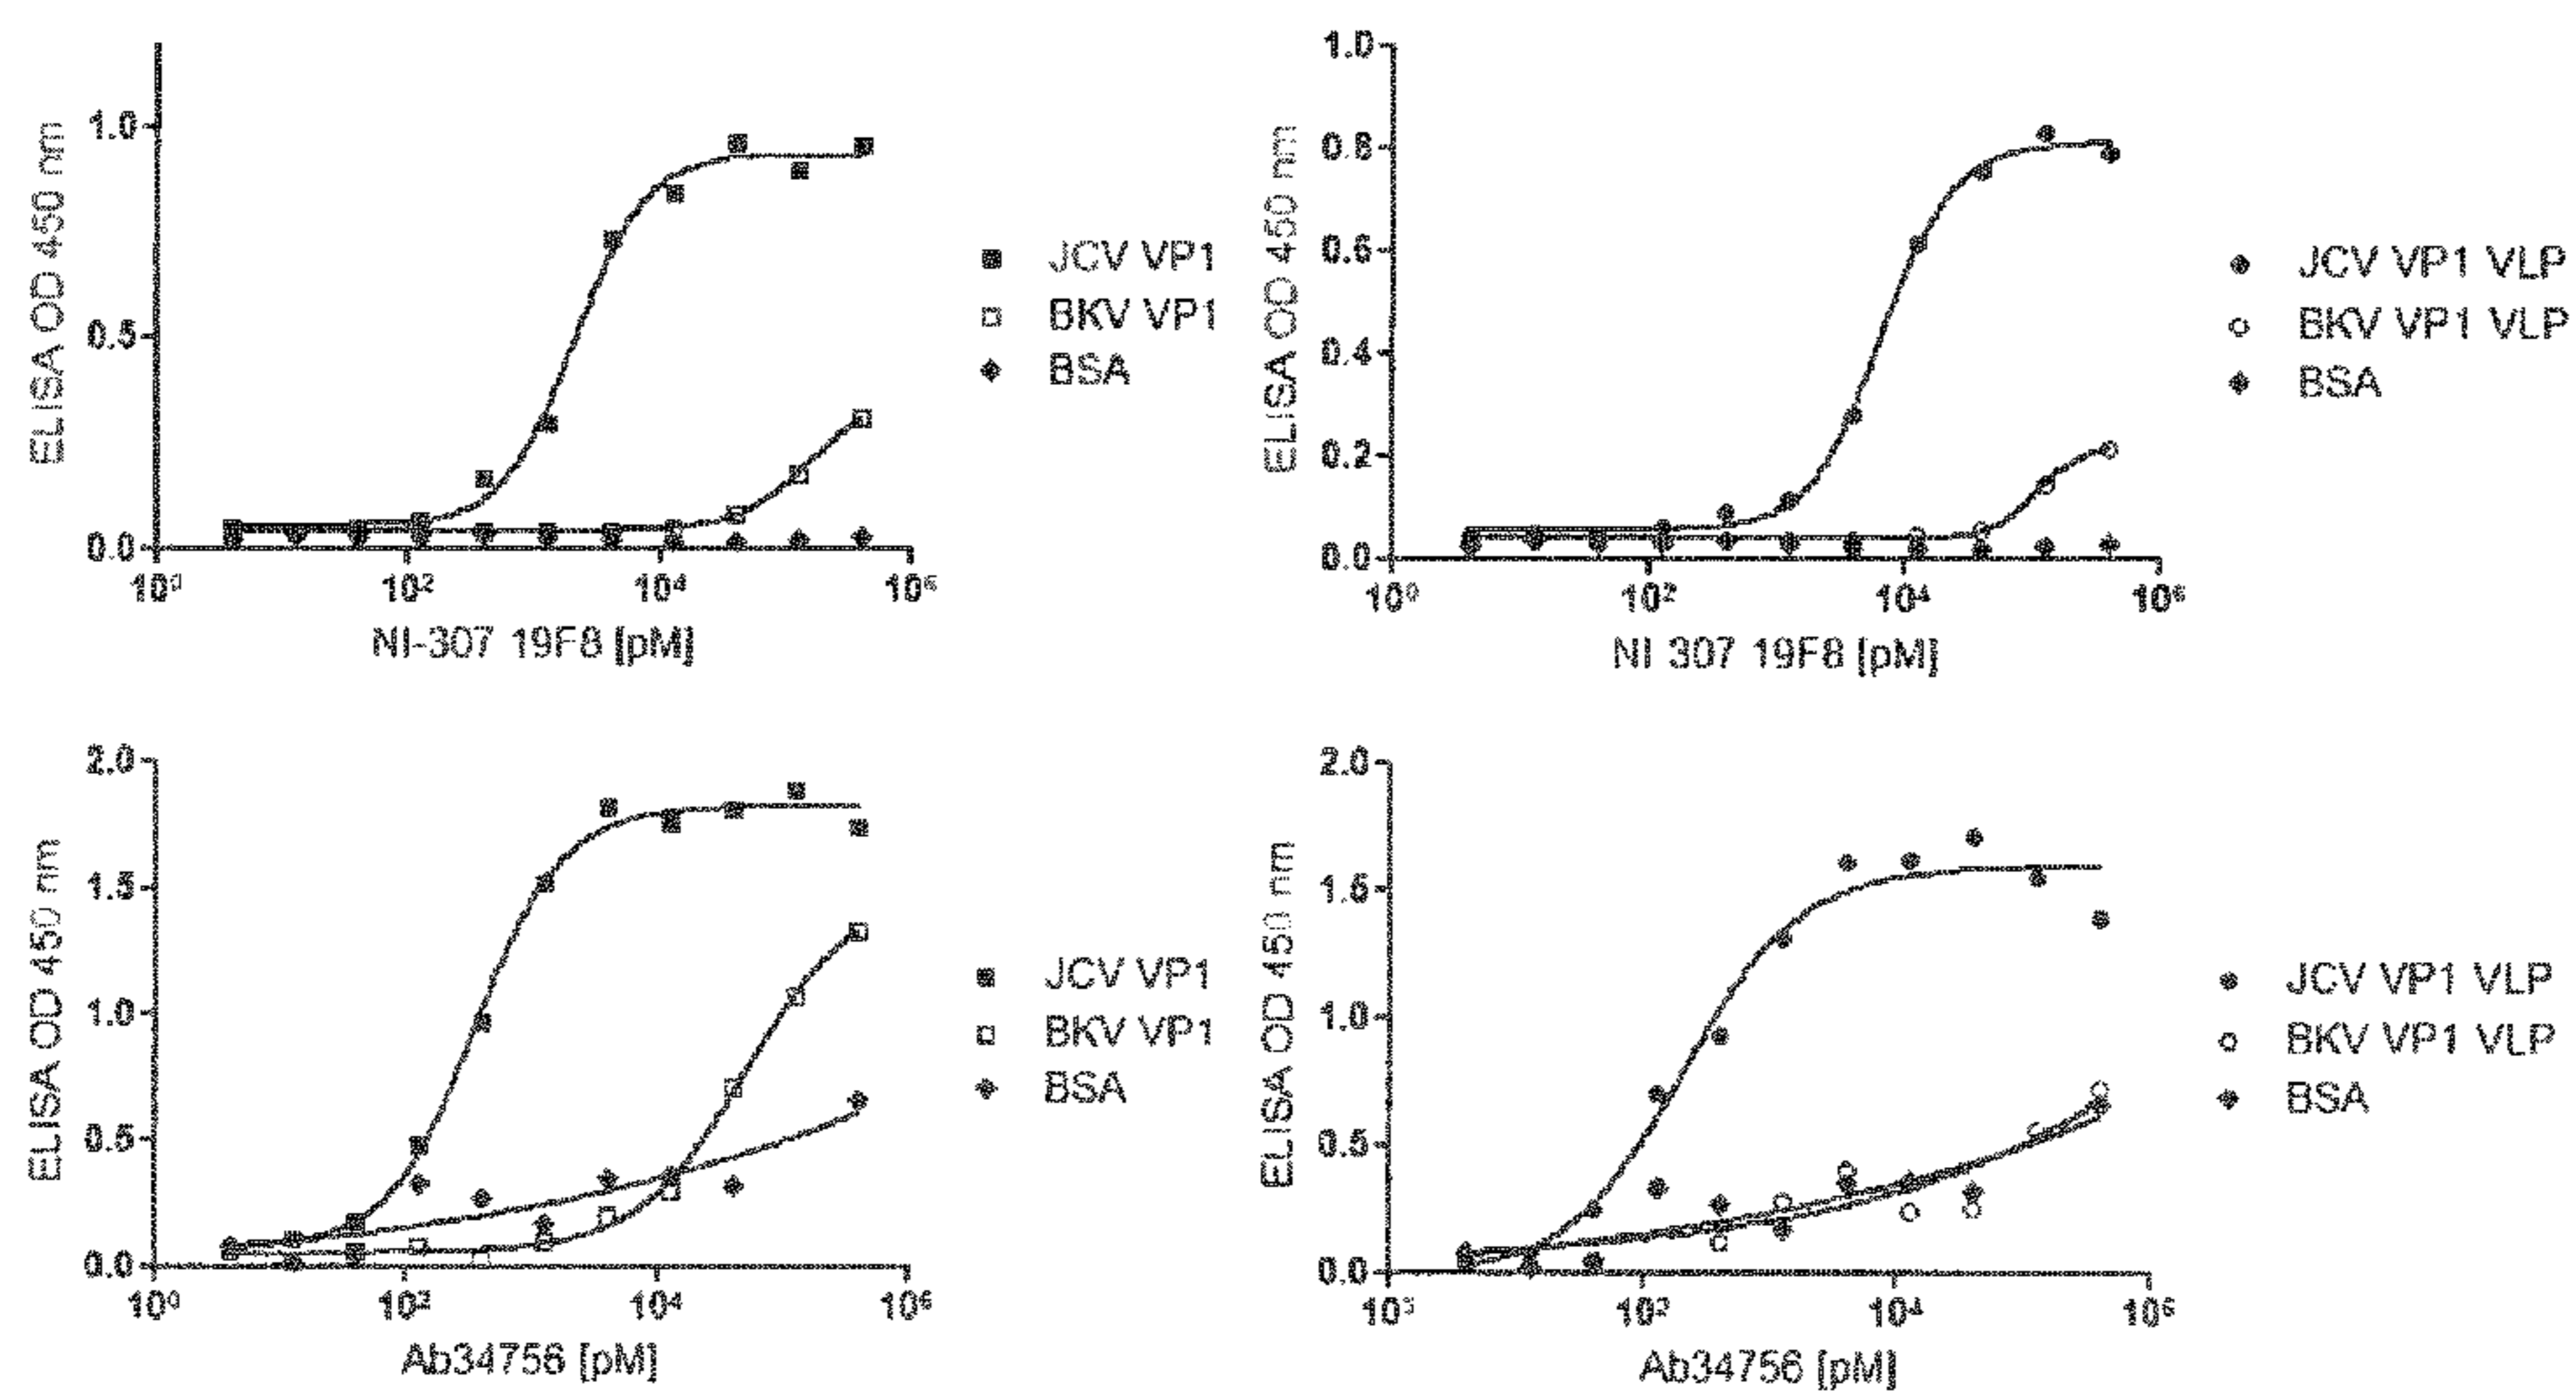 ELISA OD 450 nm
1.0
0.5
0.0
10⁰ 10² 10⁴ 10⁶
NI-307 19F8 [pM]
JCV VP1
BKV VP1
BSA
ELISA OD 450 nm
1.0
0.8
0.6
0.4
0.2
0.0
10⁰ 10² 10⁴ 10⁶
NI 307 19F8 [pM]
JCV VP1 VLP
BKV VP1 VLP
BSA
ELISA OD 450 nm
2.0
1.5
1.0
0.5
0.0
10⁰ 10² 10⁴ 10⁶
Ab34756 [pM]
JCV VP1
BKV VP1
BSA
ELISA OD 450 nm
2.0
1.5
1.0
0.5
0.0
10⁰ 10² 10⁴ 10⁶
Ab34756 [pM]
JCV VP1 VLP
BKV VP1 VLP
BSA